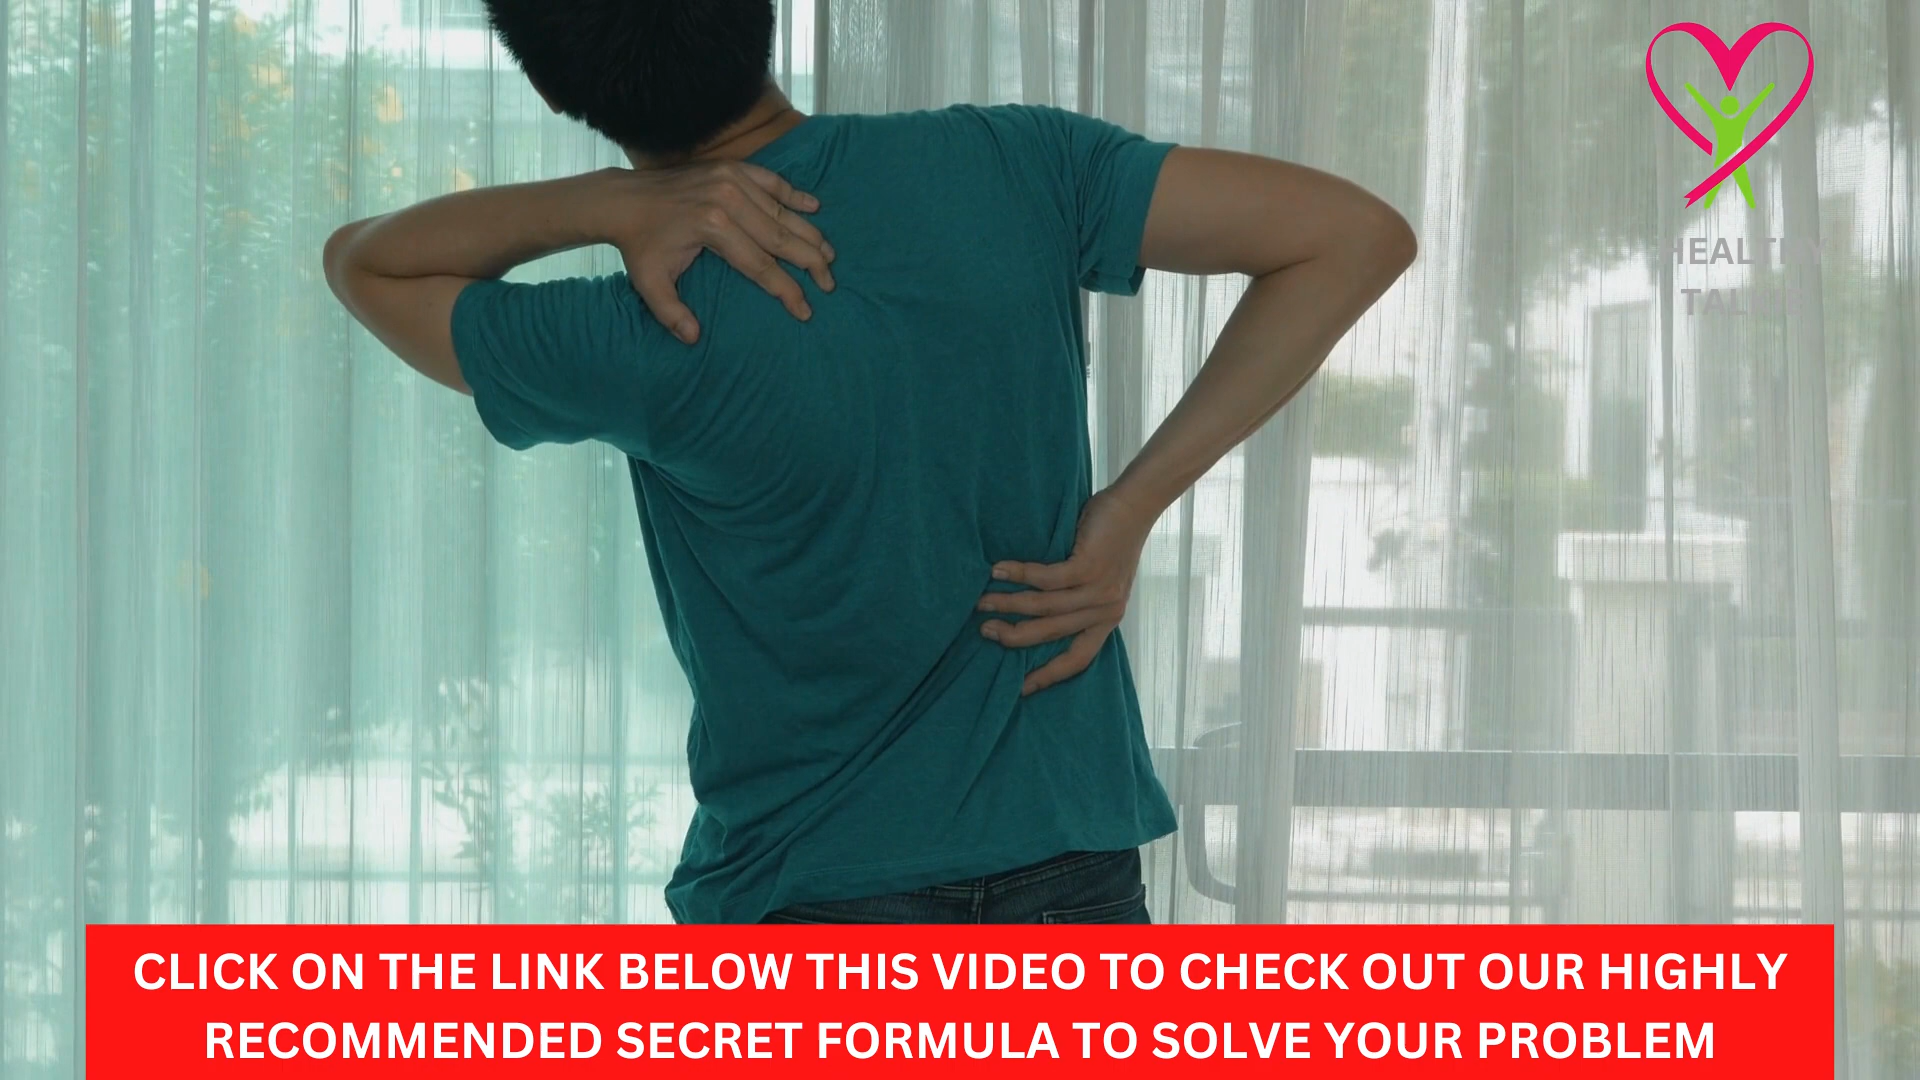 HEALTHY
CLICK ON THE LINK BELOW THIS VIDEO TO CHECK OUT OUR HIGHLY
RECOMMENDED SECRET FORMULA TO SOLVE YOUR PROBLEM